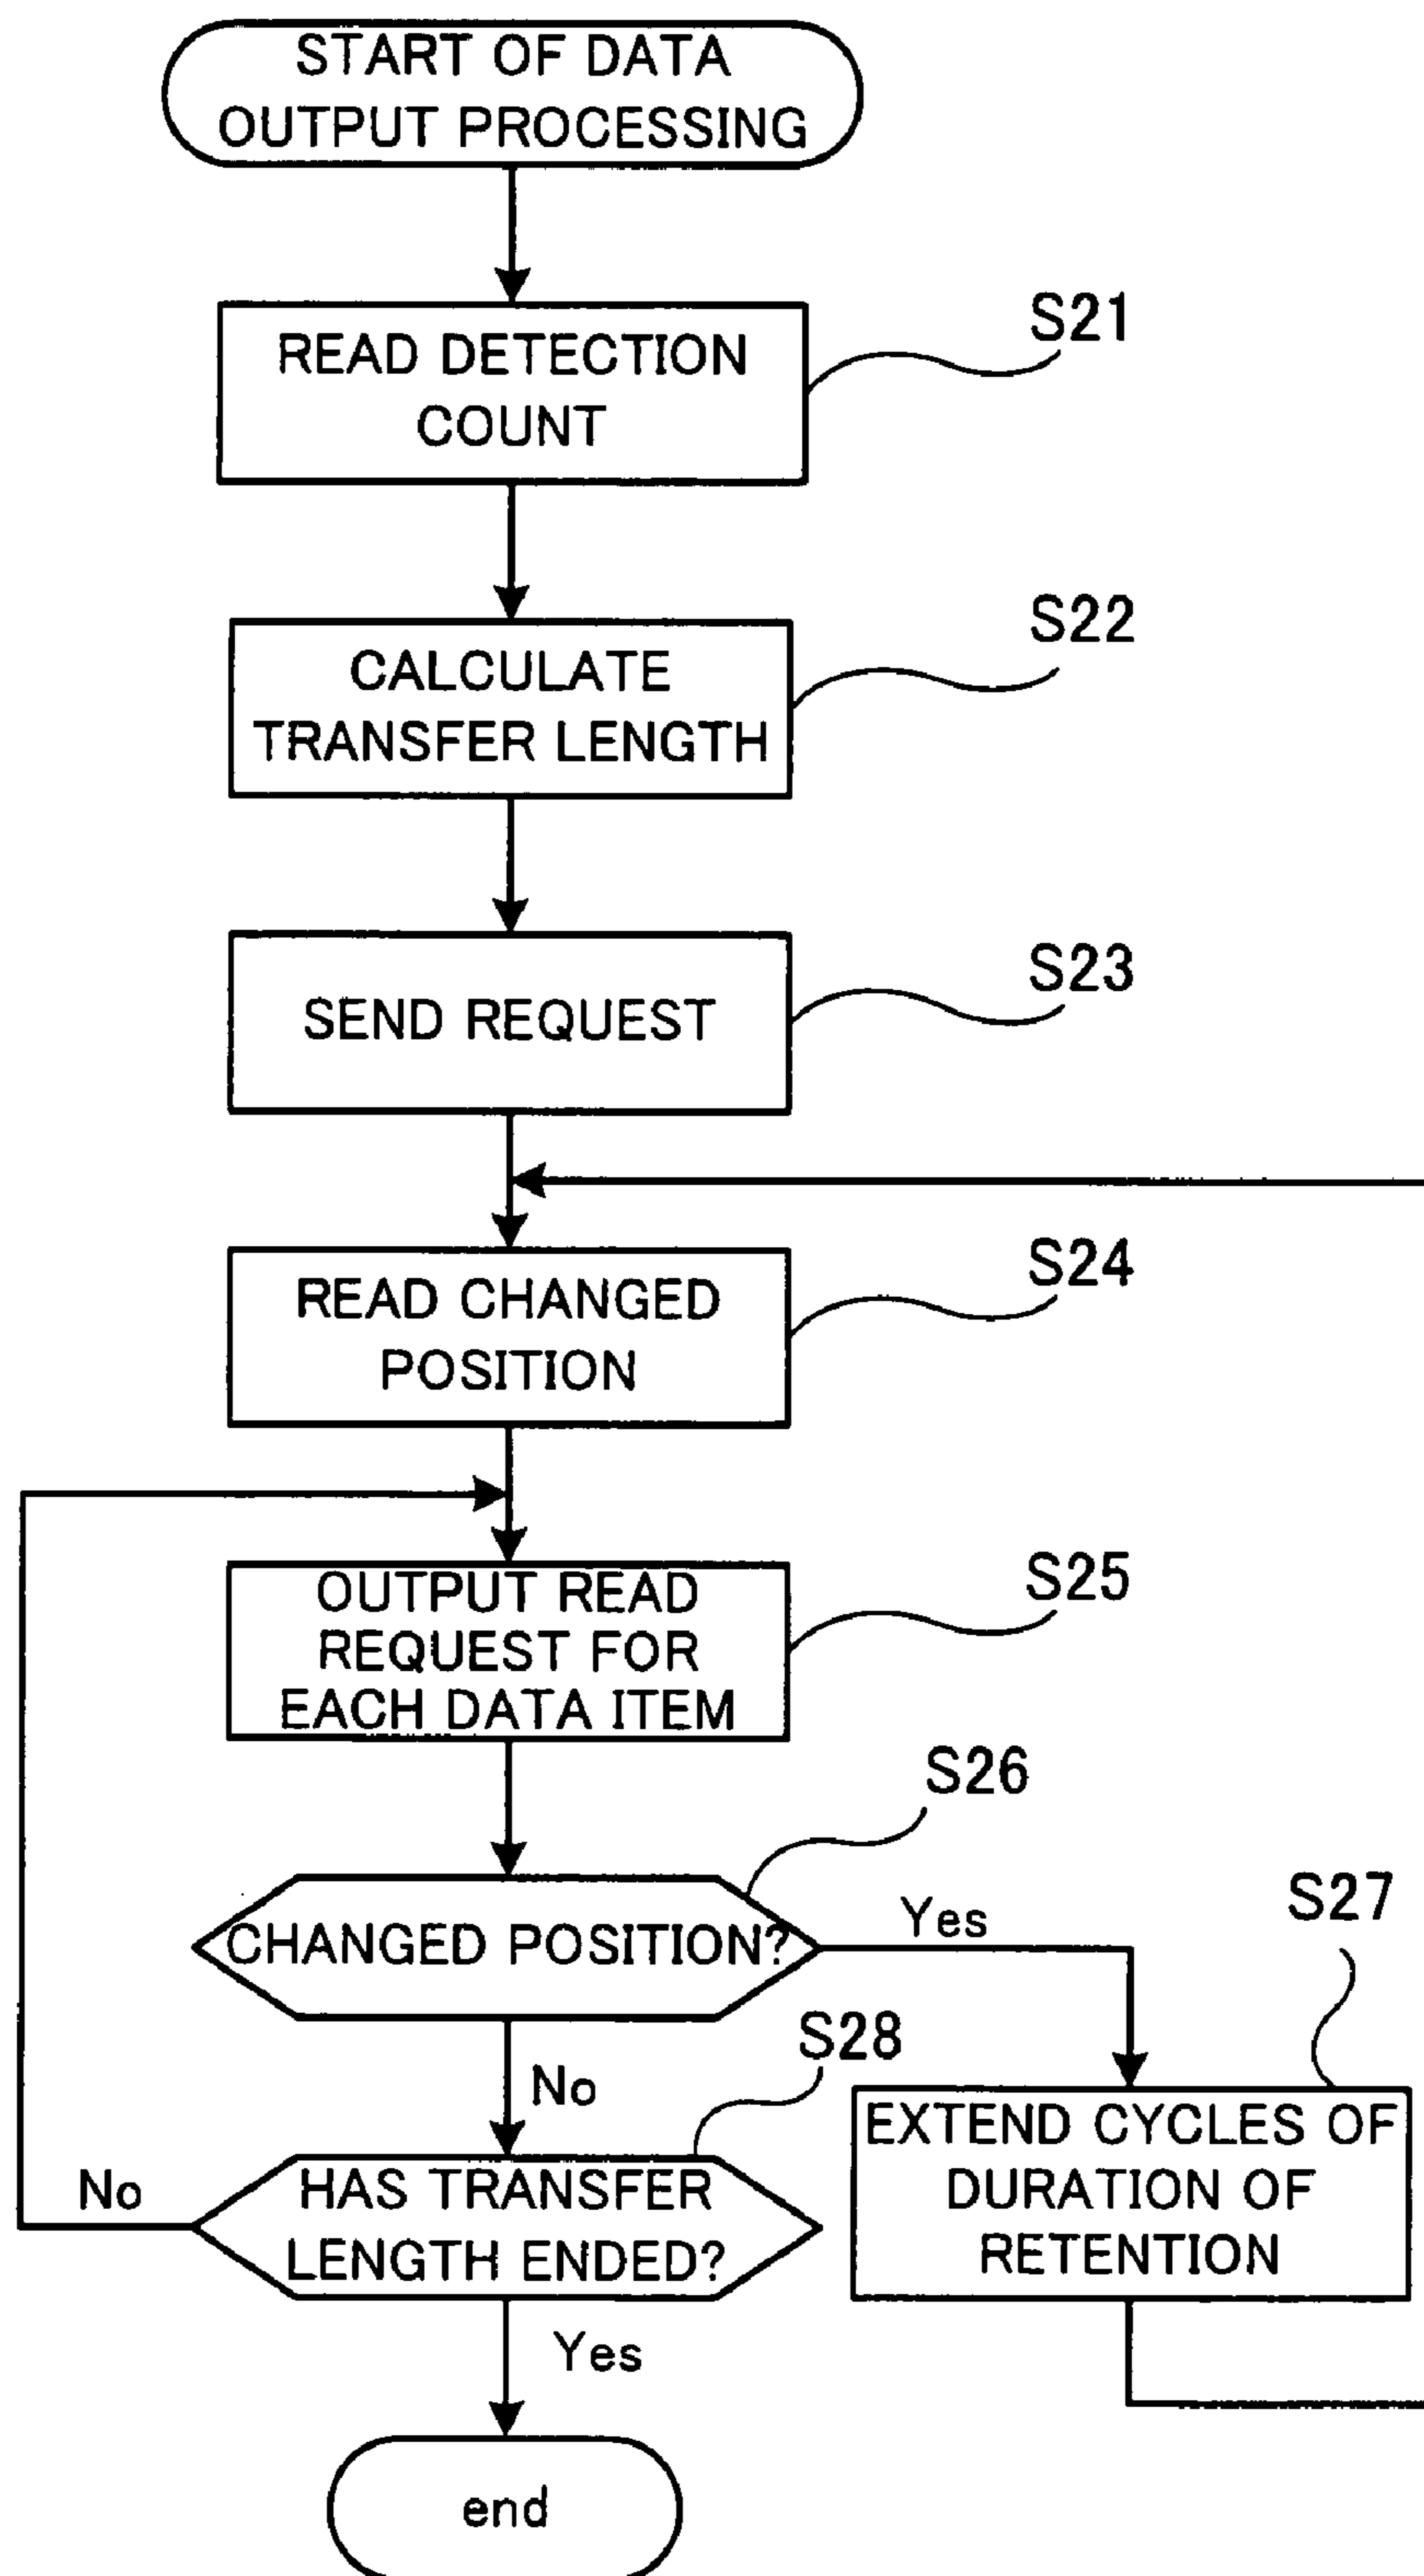 START OF DATA
OUTPUT PROCESSING
READ DETECTION
COUNT
S21
CALCULATE
TRANSFER LENGTH
S22
SEND REQUEST
S23
READ CHANGED
POSITION
S24
OUTPUT READ
REQUEST FOR
EACH DATA ITEM
S25
CHANGED POSITION?
S26
Yes
No
EXTEND CYCLES OF
DURATION OF
RETENTION
S27
HAS TRANSFER
LENGTH ENDED?
S28
No
Yes
end